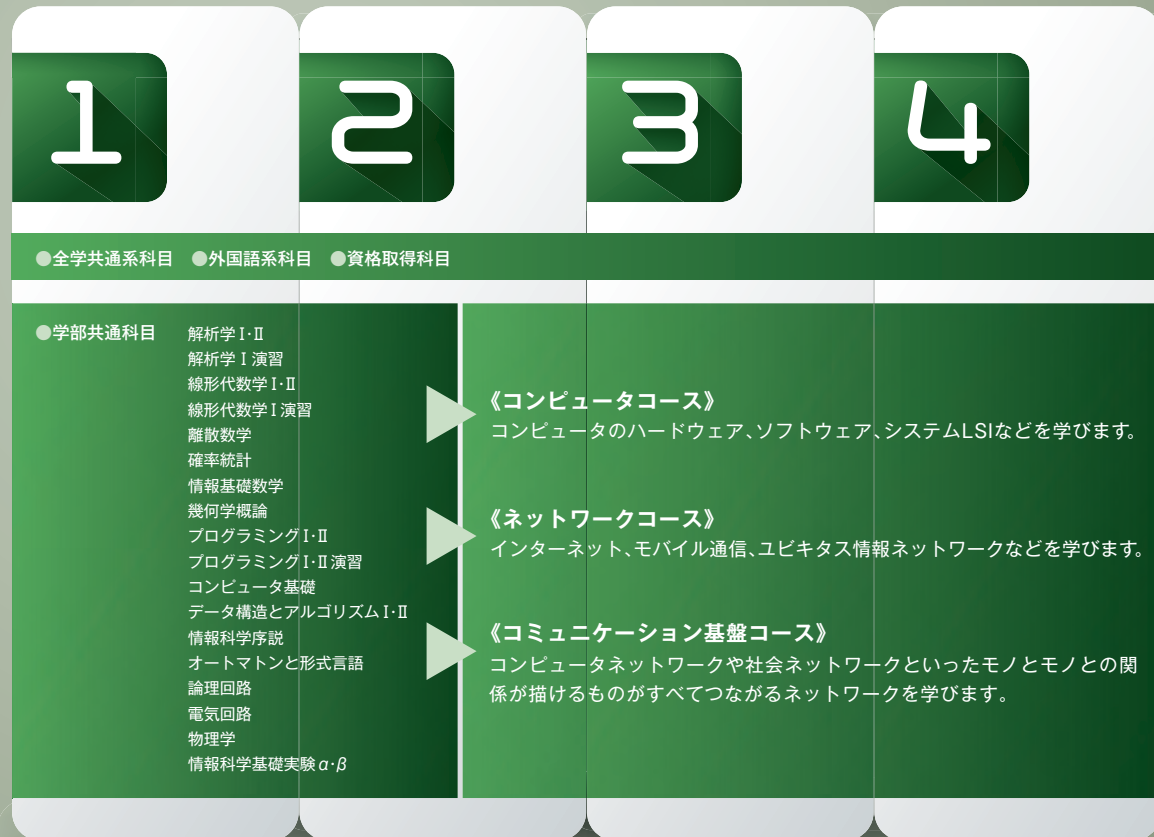 1
2
3
4
●全学共通系科目 ●外国語系科目 ●資格取得科目
●学部共通科目
解析学Ⅰ・Ⅱ
解析学Ⅰ演習
線形代数学Ⅰ・Ⅱ
線形代数学Ⅰ演習
離散数学
確率統計
情報基礎数学
幾何学概論
プログラミングⅠ・Ⅱ
プログラミングⅠ・Ⅱ演習
コンピュータ基礎
データ構造とアルゴリズムⅠ・Ⅱ
情報科学序説
オートマトンと形式言語
論理回路
電気回路
物理学
情報科学基礎実験α・β
《コンピュータコース》
コンピュータのハードウェア、ソフトウェア、システムLSIなどを学びます。
《ネットワークコース》
インターネット、モバイル通信、ユビキタス情報ネットワークなどを学びます。
《コミュニケーション基盤コース》
コンピュータネットワークや社会ネットワークといったモノとモノとの関
係が描けるものがすべてつながるネットワークを学びます。